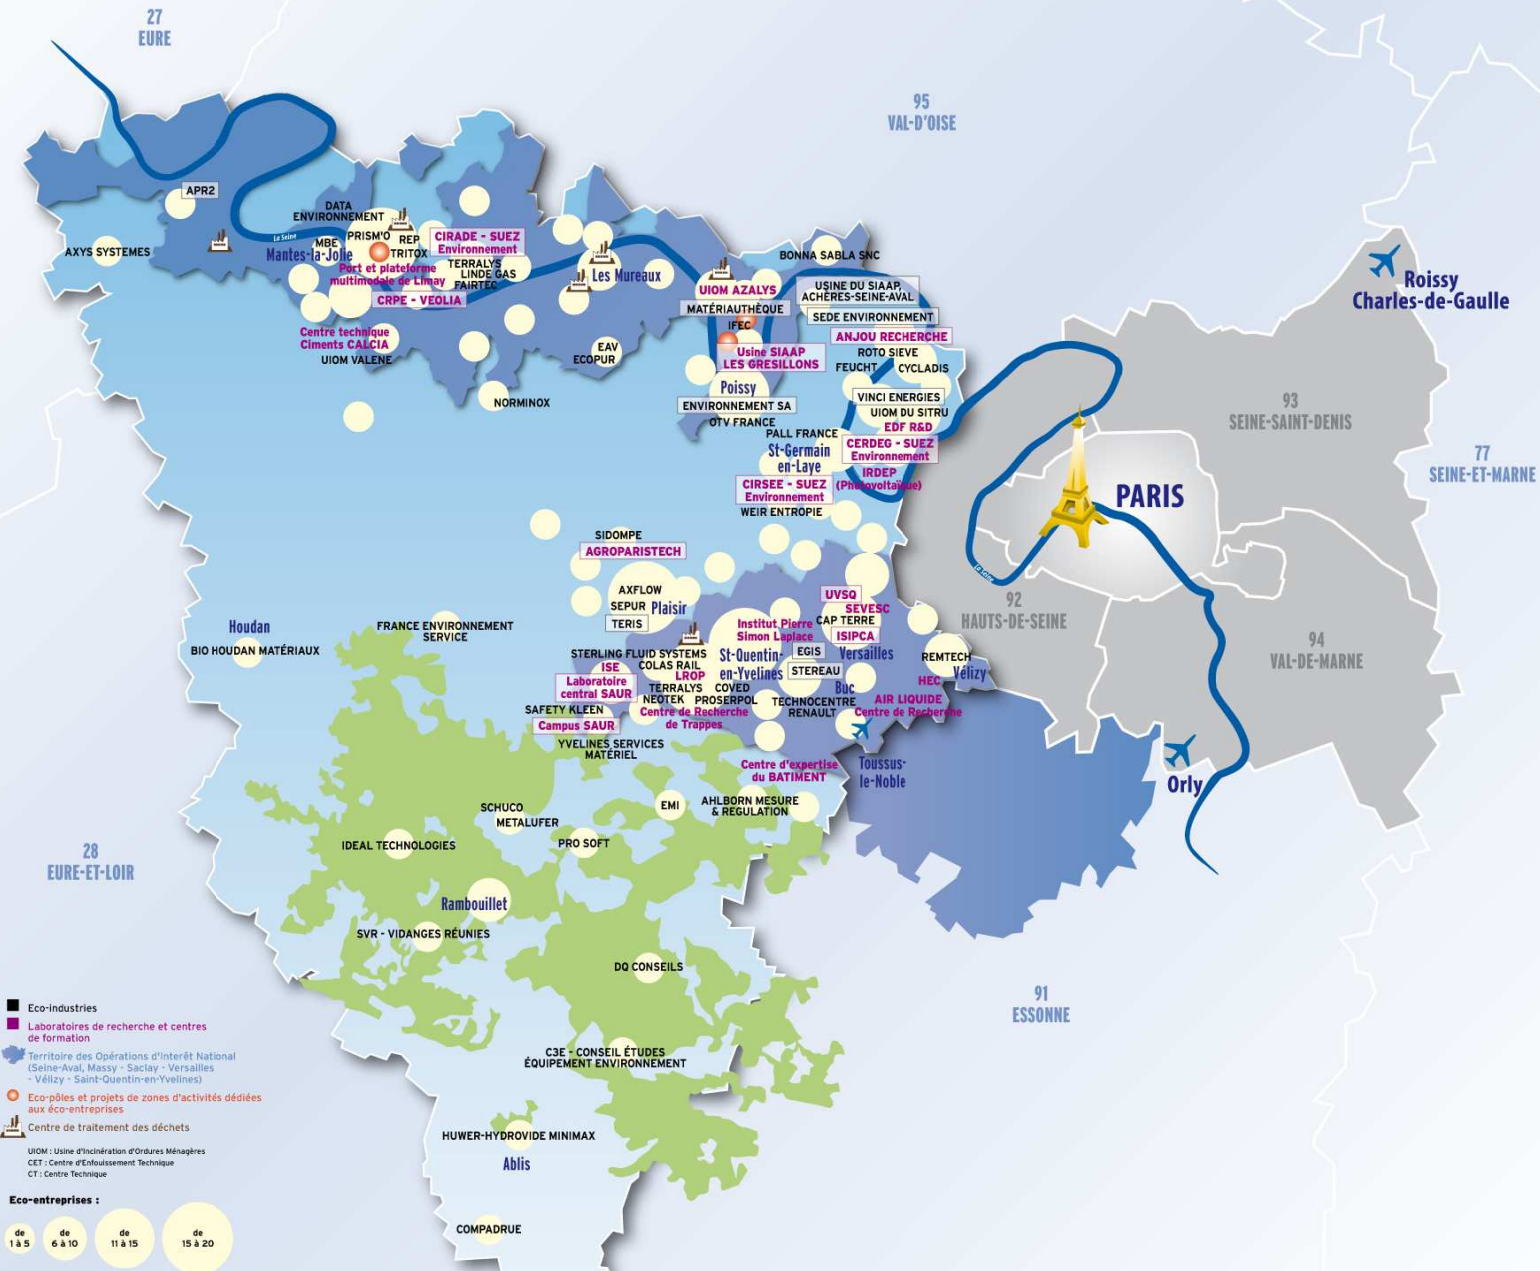 27
EURE
95
VAL-D'OISE
APR2
DATA
ENVIRONNEMENT
PRISM'O
REP
TRITOX
MBE
Mantes-la-Jolie
La Seine
AXYS SYSTEMES
CIRADE - SUEZ
Environnement
TERRALYS
LINDE GAS
FAIRTEC
Port et plateforme
multimodale de Limay
CRPE - VEOLIA
Centre technique
Ciments CALCIA
UIOM VALENE
Les Mureaux
EAV
ECOPUR
NORMINOX
BONNA SABLA SNC
UIOM AZALYS
MATÉRIAUTHÈQUE
IFEC
Usine SIAAP
LES GRESILLONS
USINE DU SIAAP,
ACHÈRES-SEINE-AVAL
SEDE ENVIRONNEMENT
ANJOU RECHERCHE
ROTO SIEVE
FEUCHT
CYCLADIS
Poissy
ENVIRONNEMENT SA
OTV FRANCE
VINCI ENERGIES
UIOM DU SITRU
EDF R&D
PALL FRANCE
St-Germain
en-Laye
CERDEG - SUEZ
Environnement
IRDEP
(Photovoltaïque)
CIRSEE - SUEZ
Environnement
WEIR ENTROPIE
Roissy
Charles-de-Gaulle
93
SEINE-SAINT-DENIS
77
SEINE-ET-MARNE
PARIS
La Seine
92
HAUTS-DE-SEINE
94
VAL-DE-MARNE
Orly
SIDOMPE
AGROPARISTECH
AXFLOW
SEPUR
Plaisir
TERIS
Houdan
BIO HOUDAN MATÉRIAUX
FRANCE ENVIRONNEMENT
SERVICE
UVSQ
SEVESC
CAP TERRE
ISIPCA
Versailles
Institut Pierre
Simon Laplace
St-Quentin-
en-Yvelines
EGIS
STEREAU
Buc
REMTECH
Vélizy
HEC
AIR LIQUIDE
Centre de Recherche
STERLING FLUID SYSTEMS
COLAS RAIL
ISE
LROP
Laboratoire
central SAUR
TERRALYS
COVED
NEOTEK
PROSERPOL
TECHNOCENTRE
RENAULT
SAFETY KLEEN
Centre de Recherche
de Trappes
Campus SAUR
YVELINES SERVICES
MATÉRIEL
Centre d'expertise
du BATIMENT
Toussus-
le-Noble
AHLBORN MESURE
& REGULATION
EMI
SCHUCO
METALUFER
IDEAL TECHNOLOGIES
PRO SOFT
28
EURE-ET-LOIR
Rambouillet
SVR - VIDANGES RÉUNIES
DQ CONSEILS
91
ESSONNE
C3E - CONSEIL ÉTUDES
ÉQUIPEMENT ENVIRONNEMENT
HUWER-HYDROVIDE MINIMAX
Ablis
COMPADRUE
Eco-industries
Laboratoires de recherche et centres
de formation
Territoire des Opérations d'Interêt National
(Seine-Aval, Massy - Saclay - Versailles
- Vélizy - Saint-Quentin-en-Yvelines)
Eco-pôles et projets de zones d'activités dédiées
aux éco-entreprises
Centre de traitement des déchets
UIOM : Usine d'Incinération d'Ordures Ménagères
CET : Centre d'Enfouissement Technique
CT : Centre Technique
Eco-entreprises :
de
1 à 5
de
6 à 10
de
11 à 15
de
15 à 20